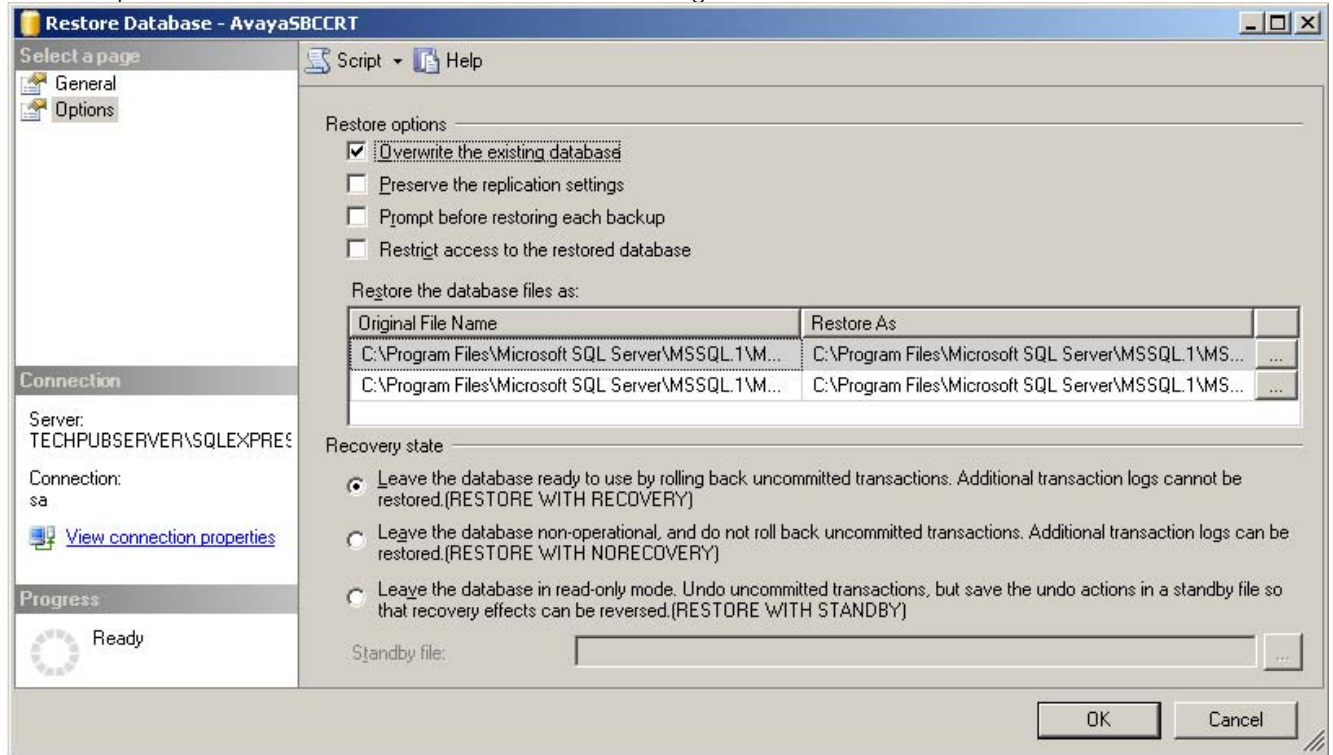 Restore Database - AvayaSBCCRT
Select a page
General
Options
Script
Help
Restore options
Overwrite the existing database
Preserve the replication settings
Prompt before restoring each backup
Restrict access to the restored database
Restore the database files as:
Original File Name
Restore As
C:\Program Files\Microsoft SQL Server\MSSQL.1\M...
C:\Program Files\Microsoft SQL Server\MSSQL.1\MS...
...
C:\Program Files\Microsoft SQL Server\MSSQL.1\M...
C:\Program Files\Microsoft SQL Server\MSSQL.1\MS...
...
Connection
Server:
TECHPUBSERVER\SQLEXPRES
Connection:
sa
View connection properties
Recovery state
Leave the database ready to use by rolling back uncommitted transactions. Additional transaction logs cannot be
restored.(RESTORE WITH RECOVERY)
Leave the database non-operational, and do not roll back uncommitted transactions. Additional transaction logs can be
restored.(RESTORE WITH NORECOVERY)
Leave the database in read-only mode. Undo uncommitted transactions, but save the undo actions in a standby file so
that recovery effects can be reversed.(RESTORE WITH STANDBY)
Standby file:
...
Progress
Ready
OK
Cancel